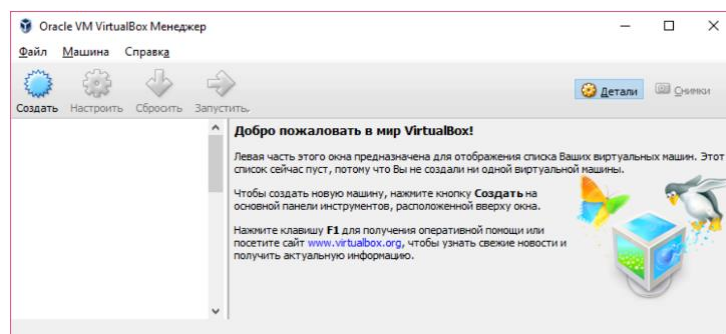 Oracle VM VirtualBox Менеджер
Файл Машина Справка
Создать Настроить Сбросить Запустить
Детали Снимки
Добро пожаловать в мир VirtualBox!
Левая часть этого окна предназначена для отображения списка Ваших виртуальных машин. Этот
список сейчас пуст, потому что Вы не создали ни одной виртуальной машины.
Чтобы создать новую машину, нажмите кнопку Создать на
основной панели инструментов, расположенной вверху окна.
Нажмите клавишу F1 для получения оперативной помощи или
посетите сайт www.virtualbox.org, чтобы узнать свежие новости и
получить актуальную информацию.